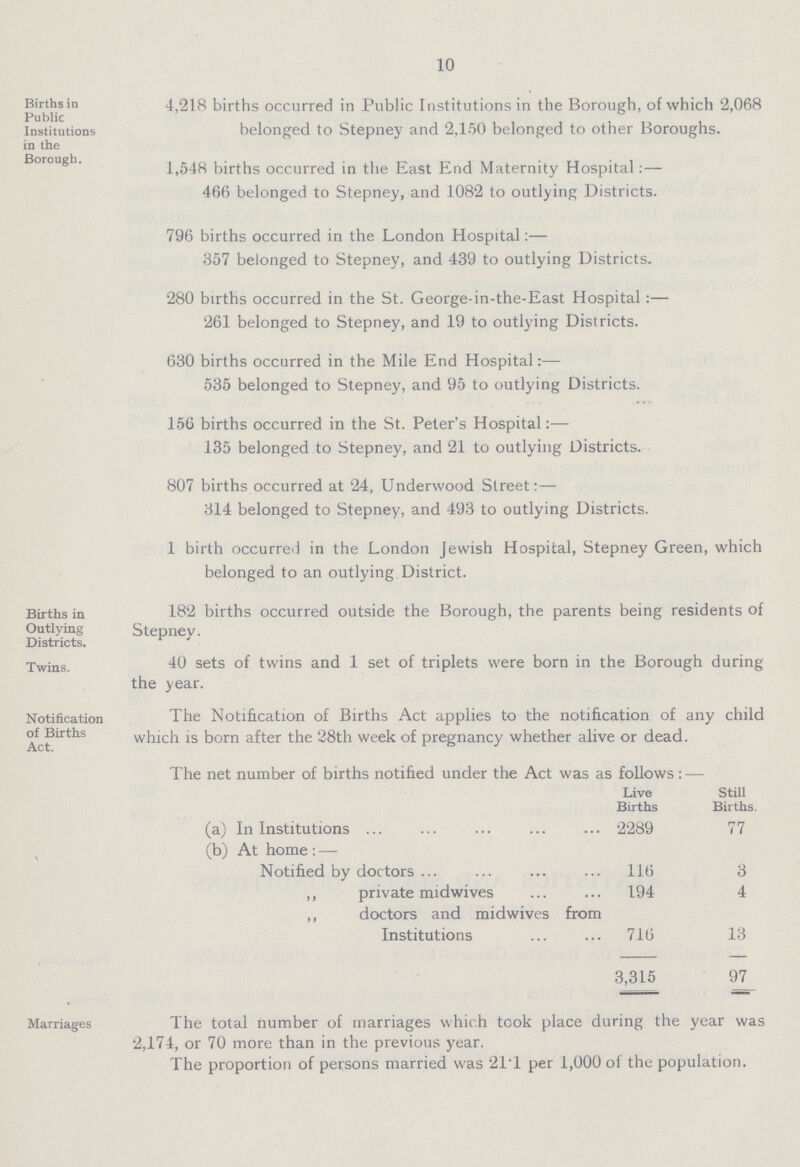 10
Births in
Public
Institutions
in the
Borough.
4,218 births occurred in Public Institutions in the Borough, of which 2,068
belonged to Stepney and 2,150 belonged to other Boroughs.
1,548 births occurred in the East End Maternity Hospital:—
466 belonged to Stepney, and 1082 to outlying Districts.
796 births occurred in the London Hospital:—
357 belonged to Stepney, and 439 to outlying Districts.
280 births occurred in the St. George-in-the-East Hospital:—
261 belonged to Stepney, and 19 to outlying Districts.
630 births occurred in the Mile End Hospital:—
535 belonged to Stepney, and 95 to outlying Districts.
156 births occurred in the St. Peter's Hospital:—
135 belonged to Stepney, and 21 to outlying Districts.
807 births occurred at 24, Underwood Street:—
314 belonged to Stepney, and 493 to outlying Districts.
1 birth occurred in the London Jewish Hospital, Stepney Green, which
belonged to an outlying District.
Births in
Outlying
Districts.
182 births occurred outside the Borough, the parents being residents of
Stepney.
Twins.
40 sets of twins and 1 set of triplets were born in the Borough during
the year.
Notification
of Births
Act.
The Notification of Births Act applies to the notification of any child
which is born after the 28th week of pregnancy whether alive or dead.
The net number of births notified under the Act was as follows:—
Live Still
Births Births.
(a) In Institutions ... ... ... ... ... 2289 77
(b) At home:—
Notified by doctors ... ... ... ... 116 3
,, private midwives ... ... 194 4
,, doctors and midwives from
Institutions ... ... 716 13
3,315 97
Marriages
The total number of marriages which took place during the year was
2,174, or 70 more than in the previous year.
The proportion of persons married was 21·1 per 1,000 of the population.